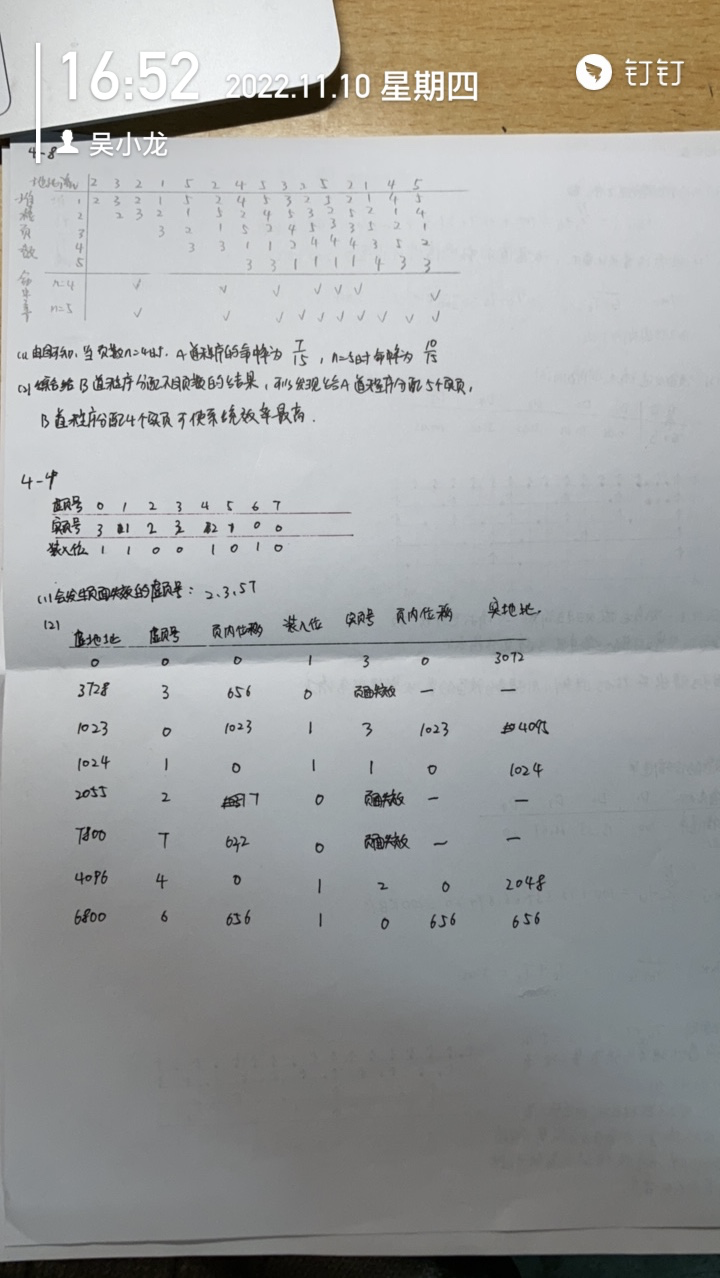 16:52 2022.11.10 星期四 钉钉
吴小龙
4-8
2 3 2 1 5 2 4 5 3 2 5 2 1 4 5
堆 1 2 3 2 1 5 2 4 5 3 2 5 2 1 4 5
栈 2 2 3 2 1 5 2 4 5 3 2 5 2 1 4
页 3 3 2 1 5 2 4 5 3 3 5 2 1
数 4 3 3 1 1 2 4 4 4 3 5 2
5 3 3 1 1 1 1 4 3 3
命 n=4 √ √ √ √ √ √ √
中
率 n=5 √ √ √ √ √ √ √ √ √ √
(1) 由图可知,当页数n=4时,A道程序的命中率为 7/15 , n=5时命中率为 10/15
(2) 综合给B道程序分配不同页数的结果,可以发现给A道程序分配5个实页,
B道程序分配4个实页可使系统效率最高.
4-9
虚页号 0 1 2 3 4 5 6 7
实页号 3 1 2 3 2 1 0 0
装入位 1 1 0 0 1 0 1 0
(1) 会发生页面失效的虚页号: 2.3.5 7
(2)
虚地址 虚页号 页内位移 装入位 实页号 页内位移 实地址
0 0 0 1 3 0 3072
3728 3 656 0 页面失效 — —
1023 0 1023 1 3 1023 4095
1024 1 0 1 1 0 1024
2055 2 7 0 页面失效 — —
7800 7 632 0 页面失效 — —
4096 4 0 1 2 0 2048
6800 6 656 1 0 656 656